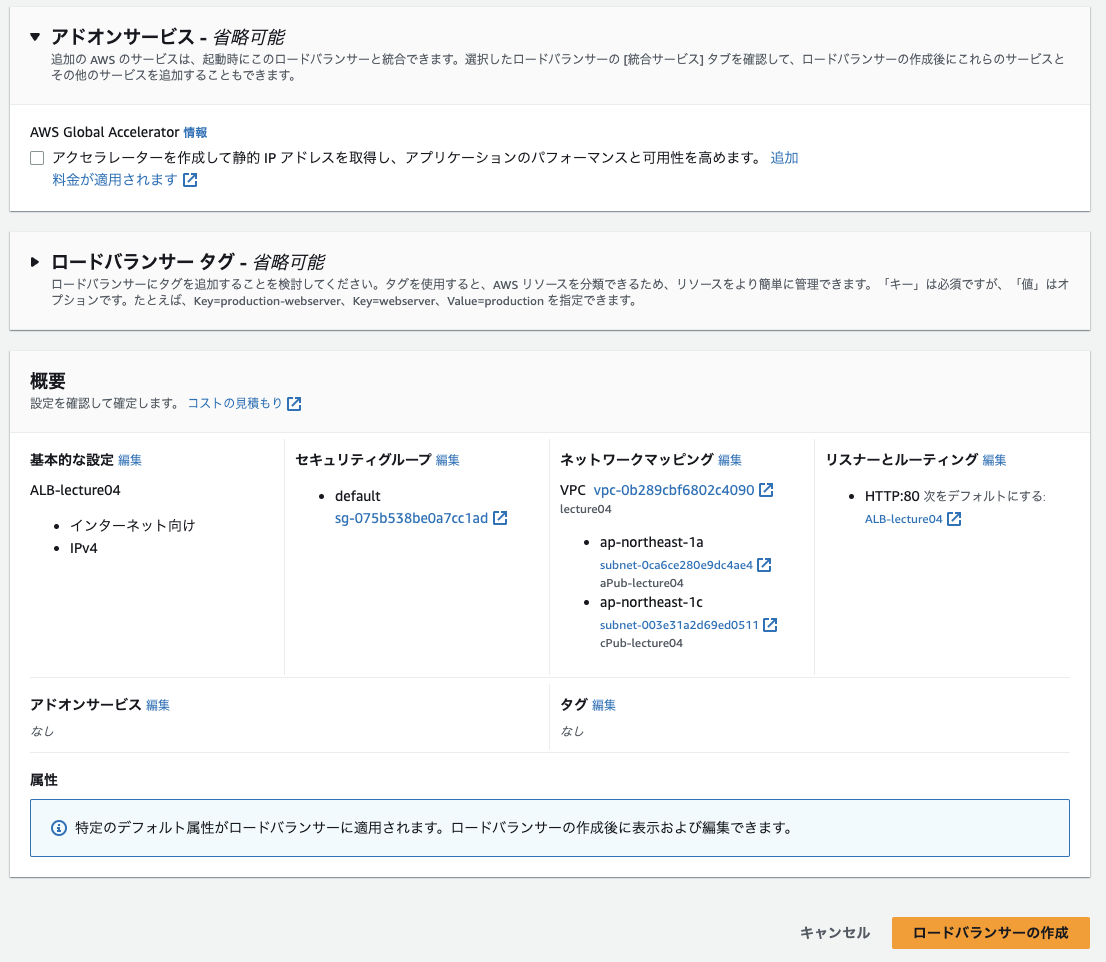 アドオンサービス - 省略可能
追加の AWS のサービスは、起動時にこのロードバランサーと統合できます。選択したロードバランサーの [統合サービス] タブを確認して、ロードバランサーの作成後にこれらのサービスと
その他のサービスを追加することもできます。
AWS Global Accelerator 情報
アクセラレーターを作成して静的 IP アドレスを取得し、アプリケーションのパフォーマンスと可用性を高めます。 追加
料金が適用されます
ロードバランサー タグ - 省略可能
ロードバランサーにタグを追加することを検討してください。タグを使用すると、AWS リソースを分類できるため、リソースをより簡単に管理できます。「キー」は必須ですが、「値」はオ
プションです。たとえば、Key=production-webserver、Key=webserver、Value=production を指定できます。
概要
設定を確認して確定します。 コストの見積もり
基本的な設定 編集
ALB-lecture04
• インターネット向け
• IPv4
セキュリティグループ 編集
• default
sg-075b538be0a7cc1ad
ネットワークマッピング 編集
VPC vpc-0b289cbf6802c4090
lecture04
• ap-northeast-1a
subnet-0ca6ce280e9dc4ae4
aPub-lecture04
• ap-northeast-1c
subnet-003e31a2d69ed0511
cPub-lecture04
リスナーとルーティング 編集
• HTTP:80 次をデフォルトにする:
ALB-lecture04
アドオンサービス 編集
なし
タグ 編集
なし
属性
特定のデフォルト属性がロードバランサーに適用されます。ロードバランサーの作成後に表示および編集できます。
キャンセル
ロードバランサーの作成